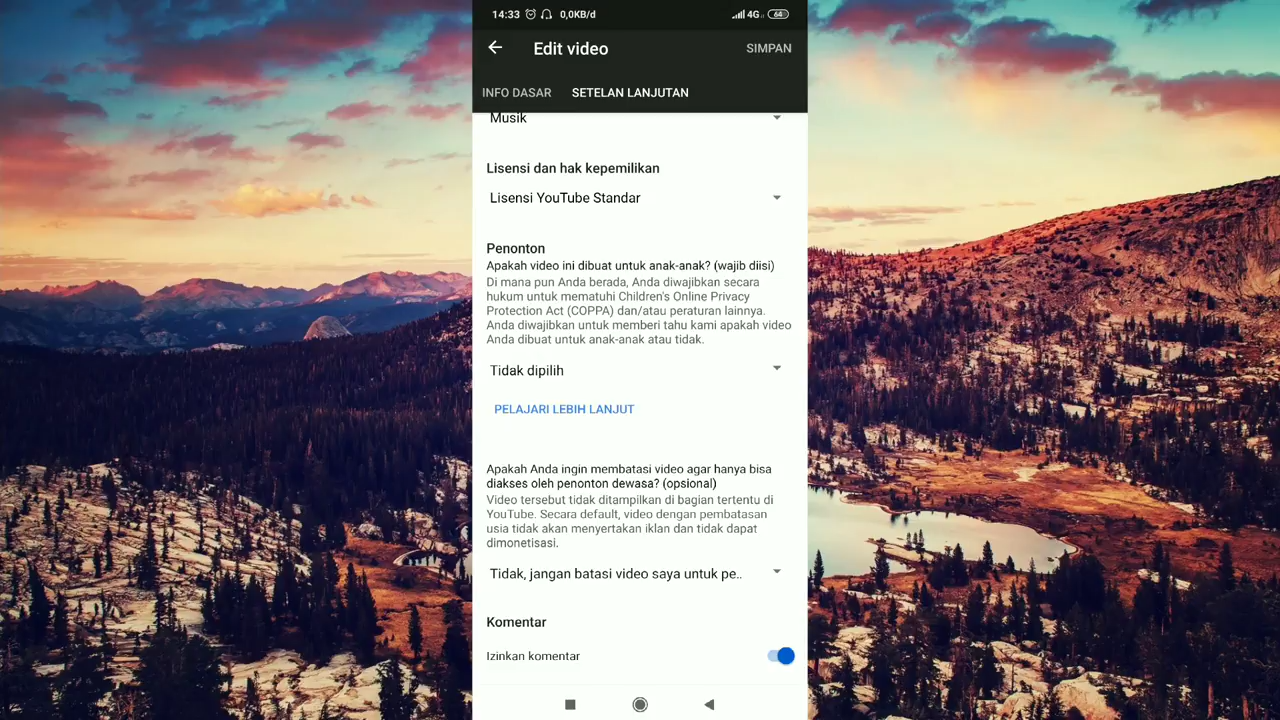 14:33 0,0KB/d 4G 64
Edit video SIMPAN
INFO DASAR SETELAN LANJUTAN
Musik
Lisensi dan hak kepemilikan
Lisensi YouTube Standar
Penonton
Apakah video ini dibuat untuk anak-anak? (wajib diisi)
Di mana pun Anda berada, Anda diwajibkan secara
hukum untuk mematuhi Children's Online Privacy
Protection Act (COPPA) dan/atau peraturan lainnya.
Anda diwajibkan untuk memberi tahu kami apakah video
Anda dibuat untuk anak-anak atau tidak.
Tidak dipilih
PELAJARI LEBIH LANJUT
Apakah Anda ingin membatasi video agar hanya bisa
diakses oleh penonton dewasa? (opsional)
Video tersebut tidak ditampilkan di bagian tertentu di
YouTube. Secara default, video dengan pembatasan
usia tidak akan menyertakan iklan dan tidak dapat
dimonetisasi.
Tidak, jangan batasi video saya untuk pe..
Komentar
Izinkan komentar